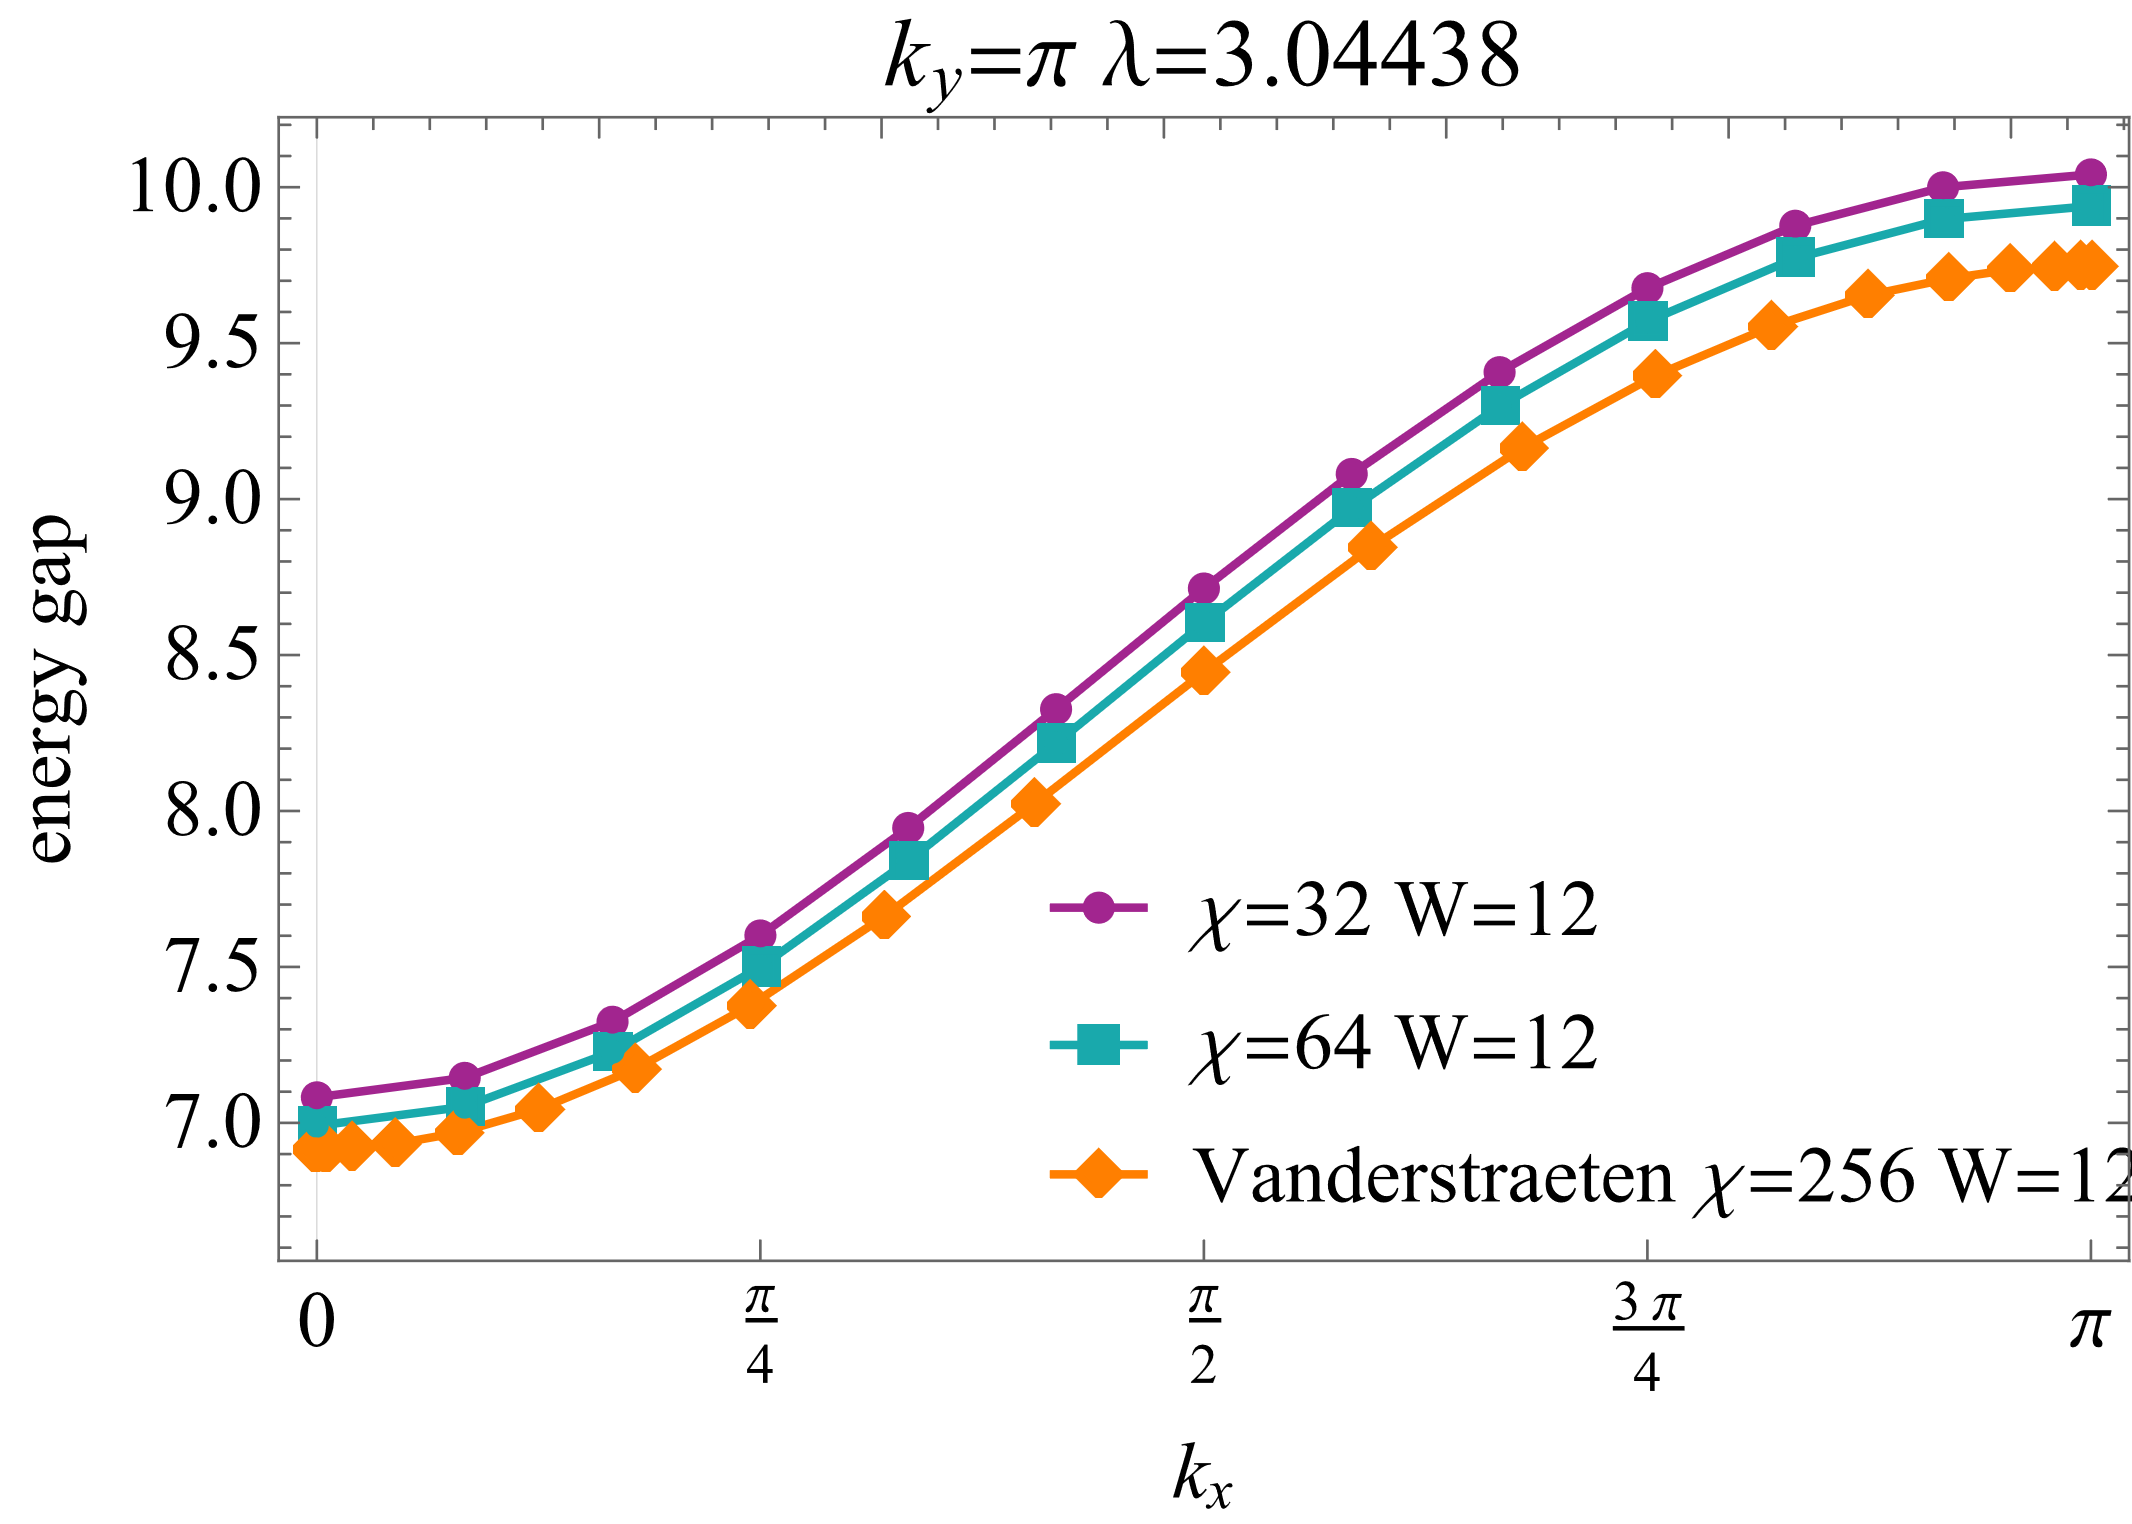 k_y=π λ=3.04438
energy gap
10.0
9.5
9.0
8.5
8.0
7.5
7.0
χ=32 W=12
χ=64 W=12
Vanderstraeten χ=256 W=12
0 π/4 π/2 3π/4 π
k_x